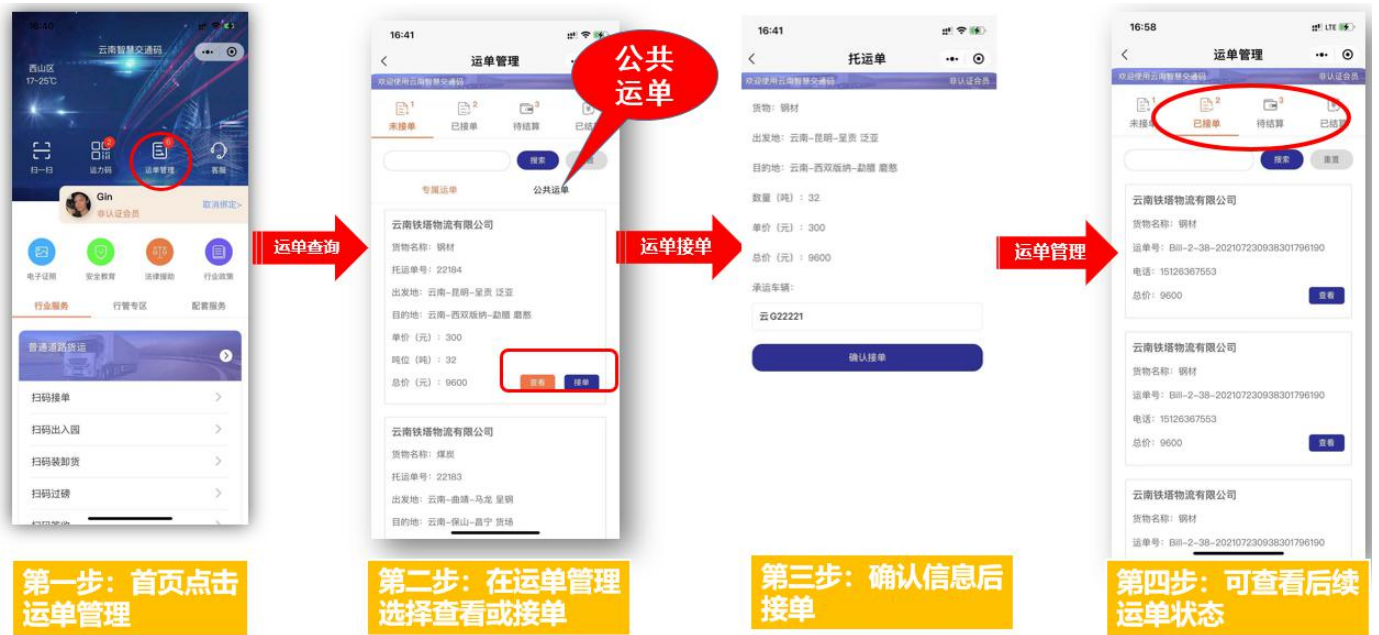 16:40
云南智慧交通码
西山区
17-25℃
2
6
扫一扫
运力码
运单管理
客服
Gin
非认证会员
取消绑定>
电子证照
安全教育
法律援助
行业政策
行业服务
行管专区
配套服务
普通道路货运
扫码接单
扫码出入园
扫码装卸货
扫码过磅
扫码签收
第一步：首页点击
运单管理
运单查询
16:41
运单管理
欢迎使用云南智慧交通码
1
2
3
未接单
已接单
待结算
已结算
搜索
专属运单
公共运单
公共
运单
云南铁塔物流有限公司
货物名称：钢材
托运单号：22184
出发地：云南-昆明-呈贡 泛亚
目的地：云南-西双版纳-勐腊 磨憨
单价（元）：300
吨位（吨）：32
总价（元）：9600
查看
接单
云南铁塔物流有限公司
货物名称：煤炭
托运单号：22183
出发地：云南-曲靖-马龙 呈钢
目的地：云南-保山-昌宁 货场
第二步：在运单管理
选择查看或接单
运单接单
16:41
托运单
欢迎使用云南智慧交通码
非认证会员
货物：钢材
出发地：云南-昆明-呈贡 泛亚
目的地：云南-西双版纳-勐腊 磨憨
数量（吨）：32
单价（元）：300
总价（元）：9600
承运车辆：
云G22221
确认接单
第三步：确认信息后
接单
运单管理
16:58
LTE
运单管理
欢迎使用云南智慧交通码
非认证会员
1
2
3
未接单
已接单
待结算
已结算
搜索
重置
云南铁塔物流有限公司
货物名称：钢材
运单号：Bill-2-38-202107230938301796190
电话：15126367553
总价：9600
查看
云南铁塔物流有限公司
货物名称：钢材
运单号：Bill-2-38-202107230938301796190
电话：15126367553
总价：9600
查看
云南铁塔物流有限公司
货物名称：钢材
运单号：Bill-2-38-202107230938301796190
第四步：可查看后续
运单状态